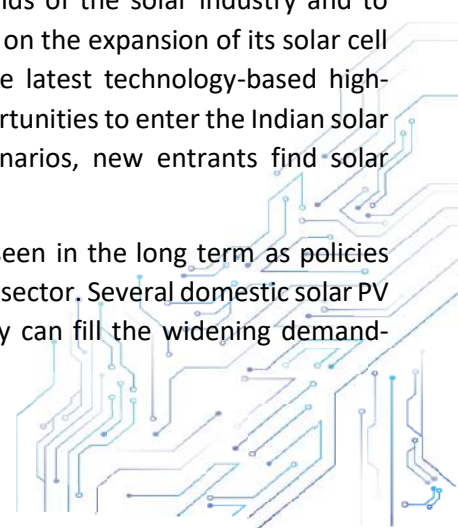 nds of the solar industry and to
on the expansion of its solar cell
e latest technology-based high-
rtunities to enter the Indian solar
narios, new entrants find solar
seen in the long term as policies
sector. Several domestic solar PV
y can fill the widening demand-